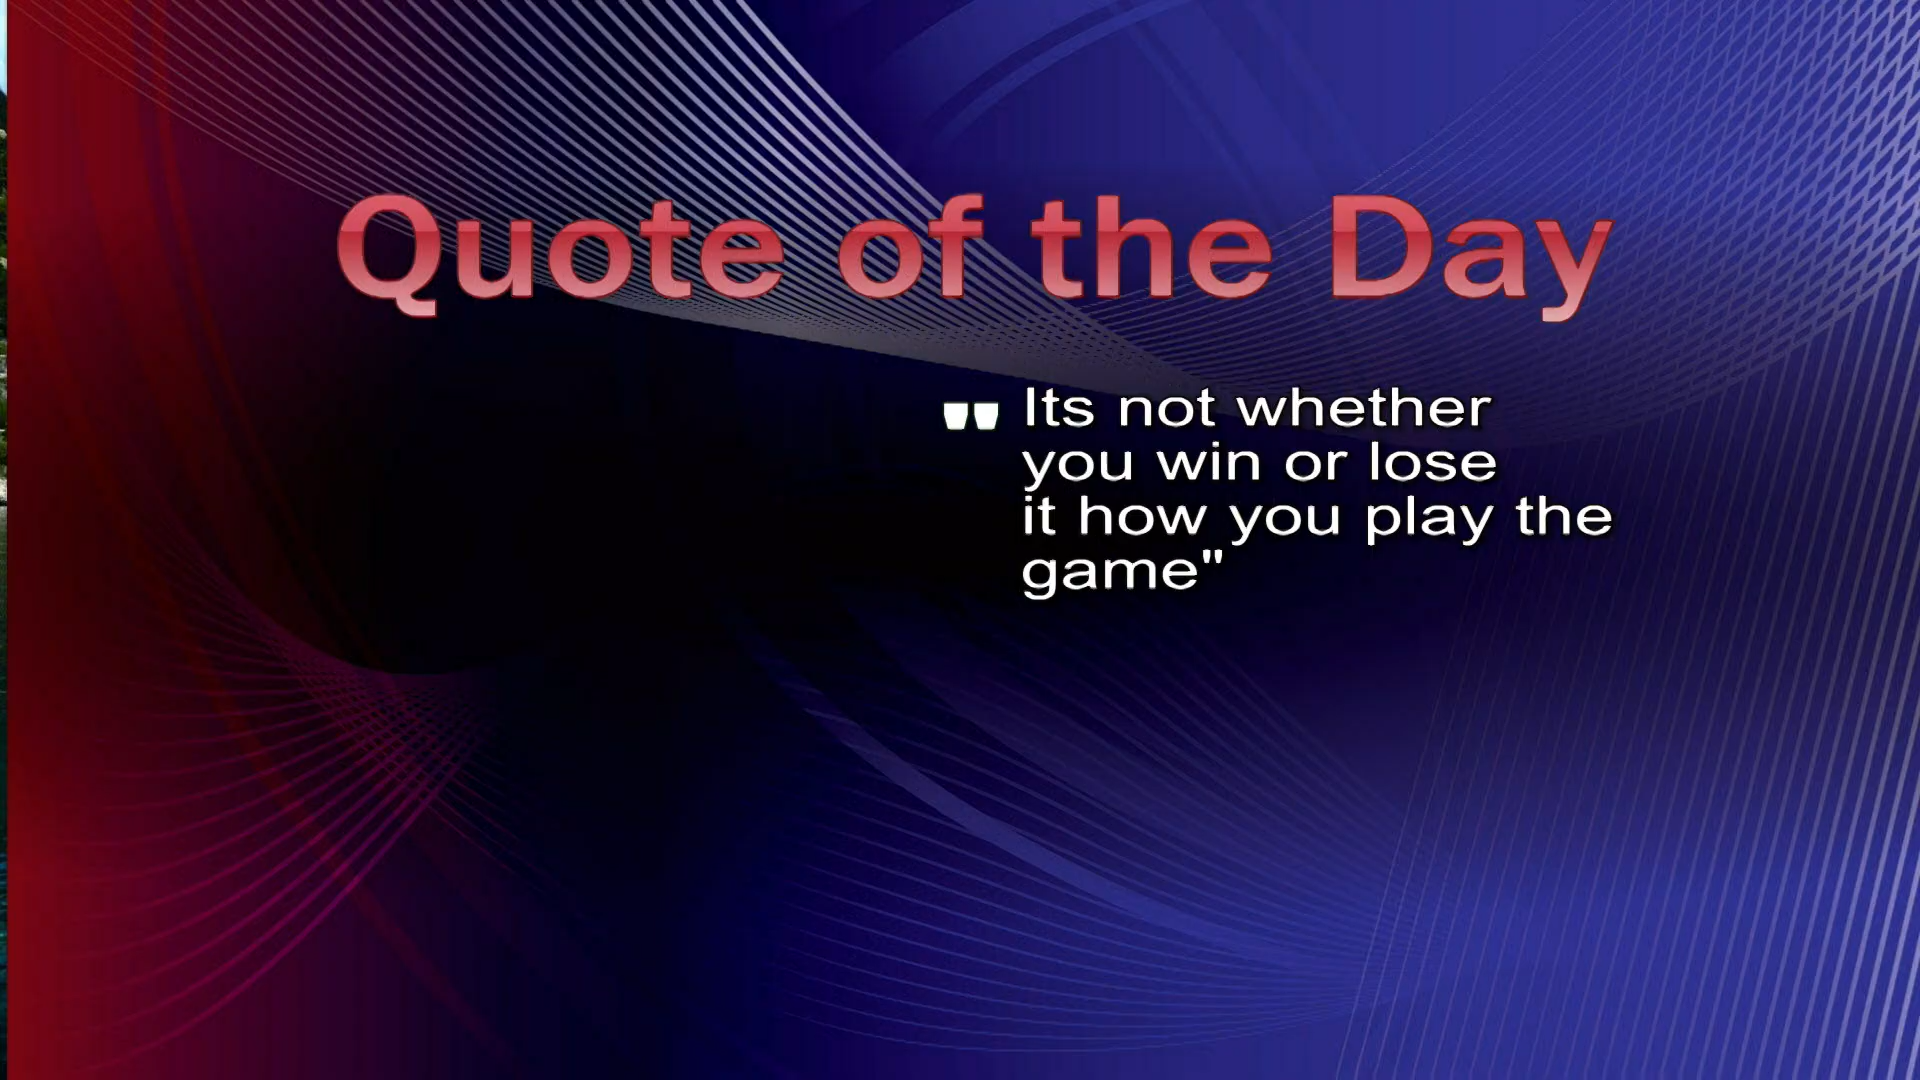 Quote of the Day
" Its not whether
you win or lose
it how you play the
game"